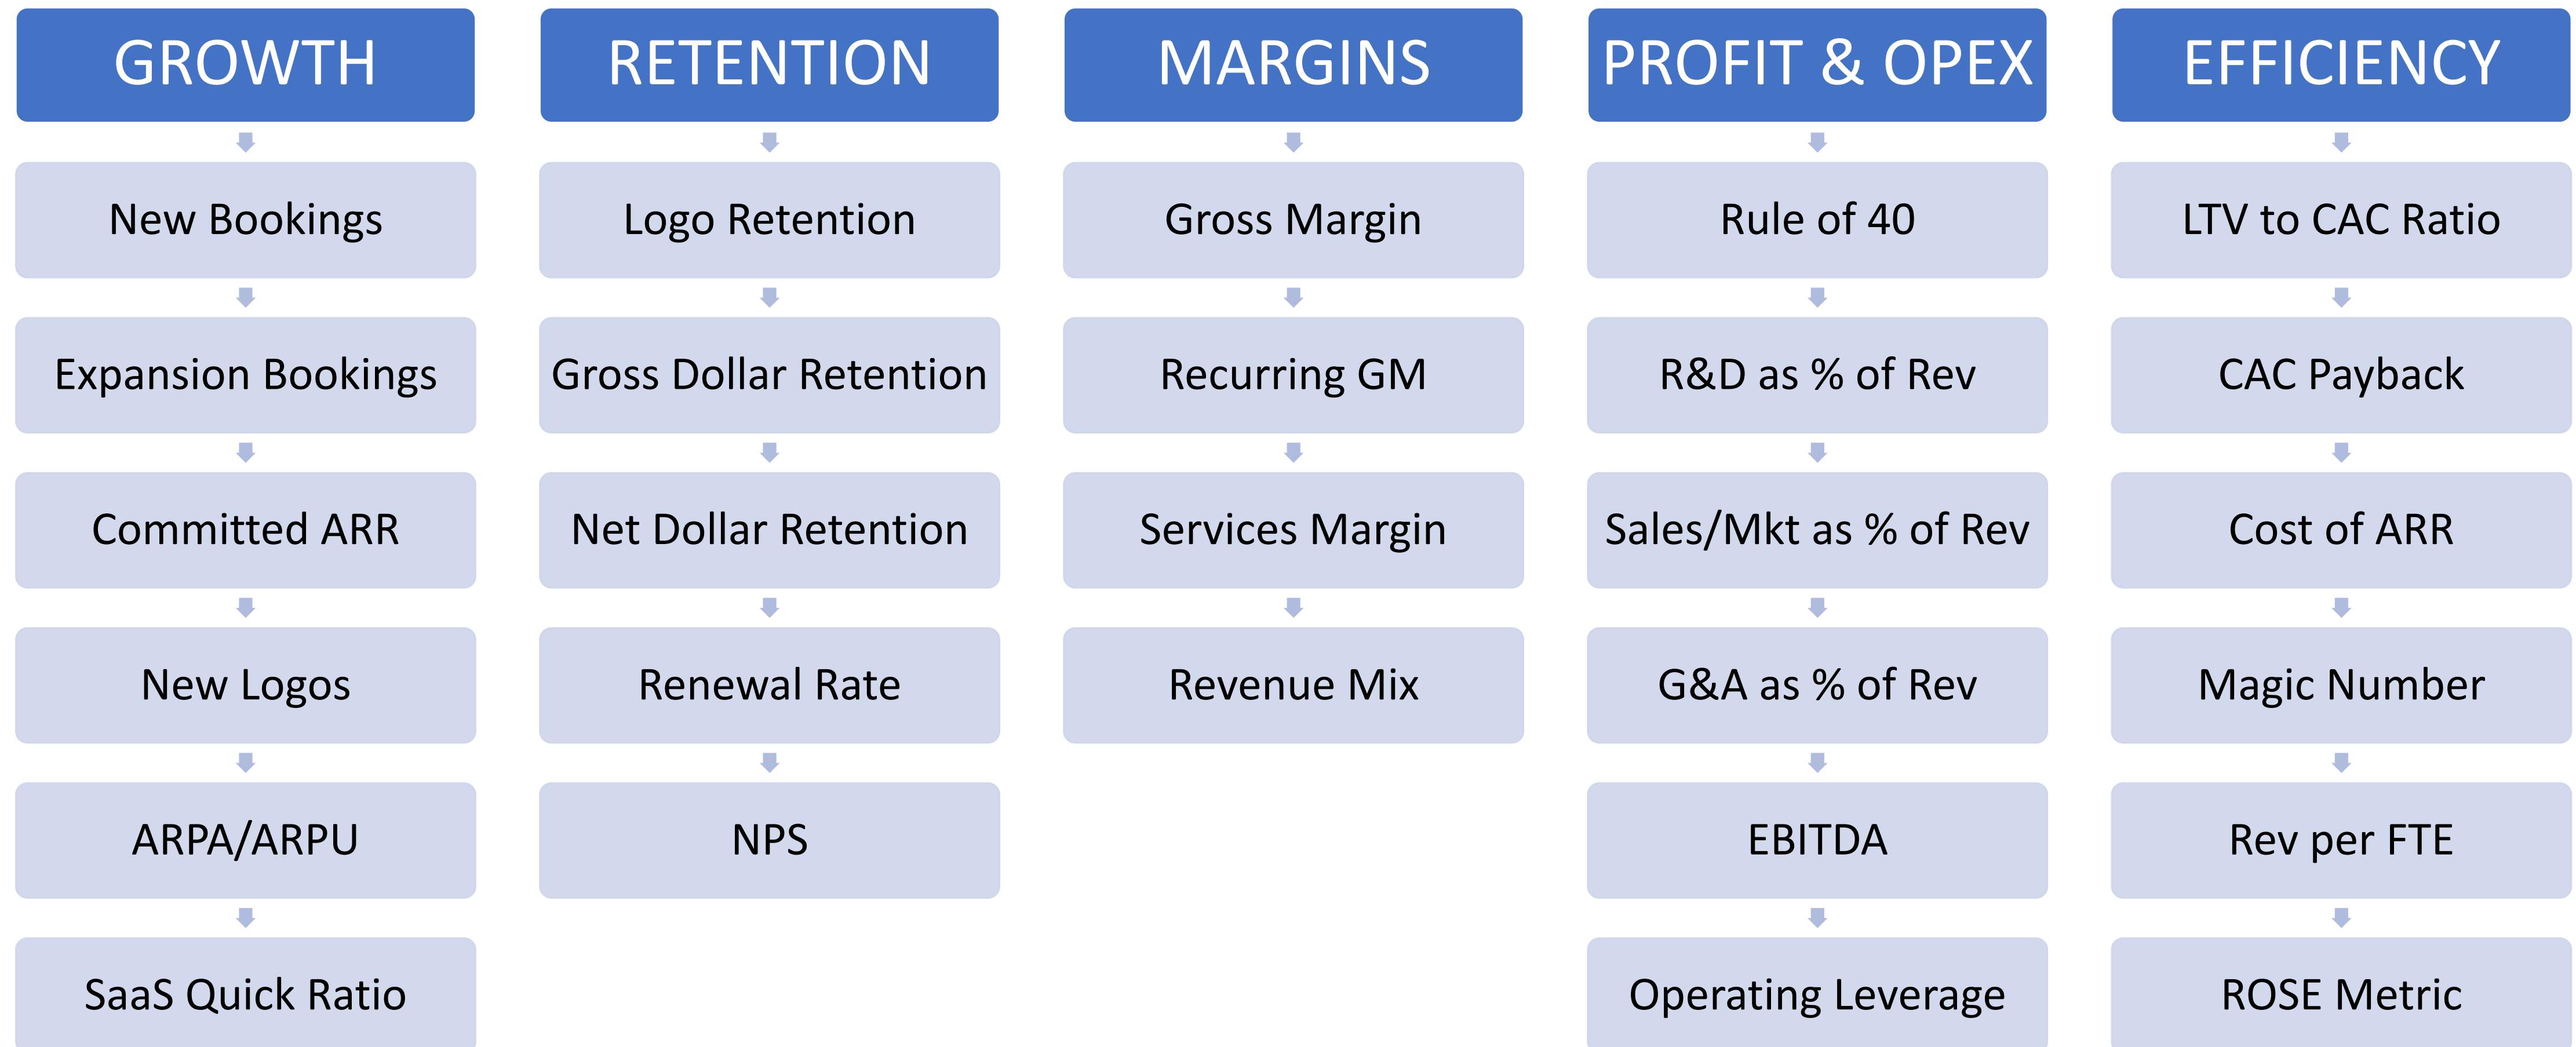 GROWTH
New Bookings
Expansion Bookings
Committed ARR
New Logos
ARPA/ARPU
SaaS Quick Ratio
RETENTION
Logo Retention
Gross Dollar Retention
Net Dollar Retention
Renewal Rate
NPS
MARGINS
Gross Margin
Recurring GM
Services Margin
Revenue Mix
PROFIT & OPEX
Rule of 40
R&D as % of Rev
Sales/Mkt as % of Rev
G&A as % of Rev
EBITDA
Operating Leverage
EFFICIENCY
LTV to CAC Ratio
CAC Payback
Cost of ARR
Magic Number
Rev per FTE
ROSE Metric